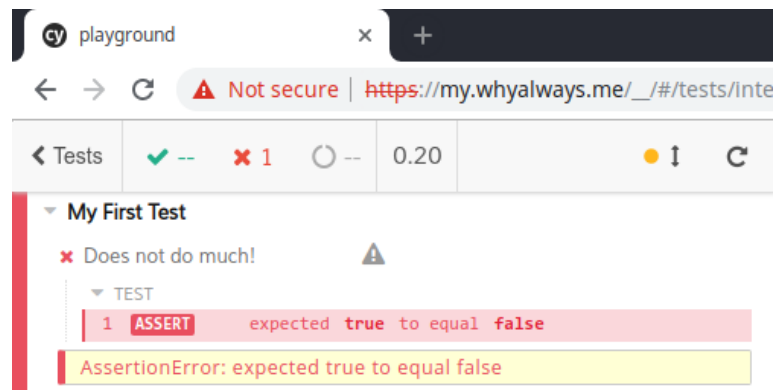 cy playground
Not secure | https://my.whyalways.me/__/#/tests/inte
Tests -- 1 -- 0.20
My First Test
Does not do much!
TEST
1 ASSERT expected true to equal false
AssertionError: expected true to equal false